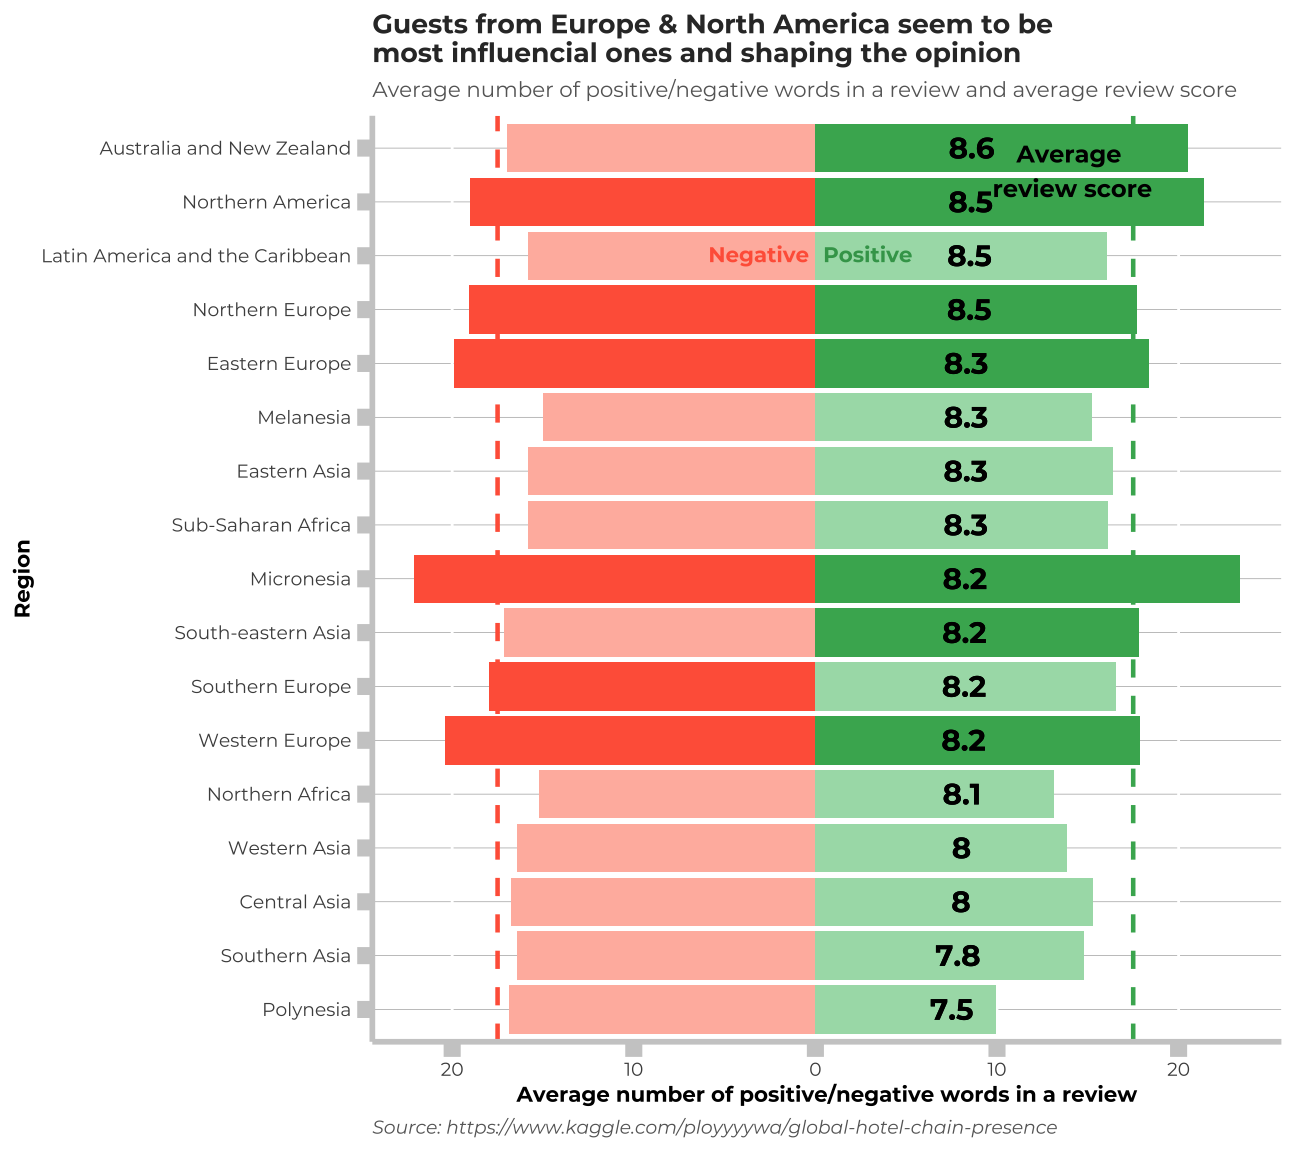 Guests from Europe & North America seem to be
most influencial ones and shaping the opinion
Average number of positive/negative words in a review and average review score
Australia and New Zealand
8.6
Average
review score
Northern America
8.5
Latin America and the Caribbean
Negative
Positive
8.5
Northern Europe
8.5
Eastern Europe
8.3
Melanesia
8.3
Eastern Asia
8.3
Sub-Saharan Africa
8.3
Region
Micronesia
8.2
South-eastern Asia
8.2
Southern Europe
8.2
Western Europe
8.2
Northern Africa
8.1
Western Asia
8
Central Asia
8
Southern Asia
7.8
Polynesia
7.5
20 10 0 10 20
Average number of positive/negative words in a review
Source: https://www.kaggle.com/ployyyywa/global-hotel-chain-presence